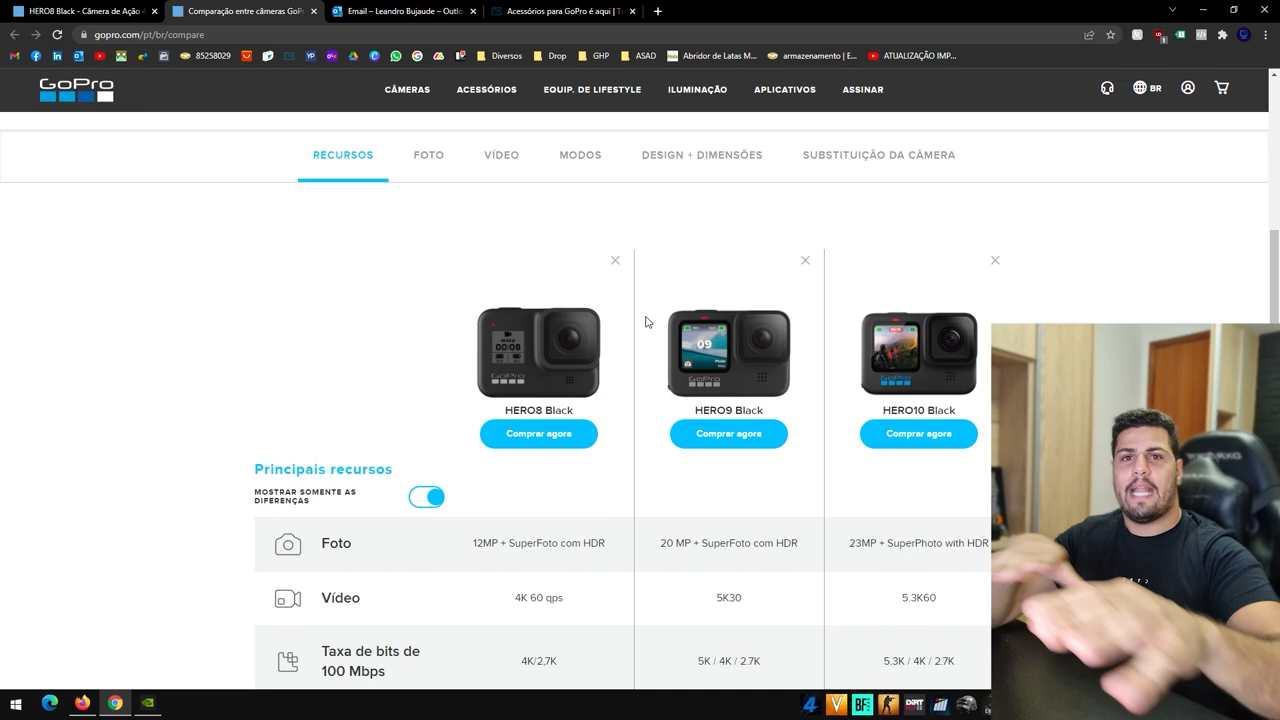 HERO8 Black - Câmera de Ação 4
Comparação entre câmeras GoP
Email – Leandro Bujaude – Outlo
Acessórios para GoPro é aqui | T
gopro.com/pt/br/compare
85258029
Diversos
Drop
GHP
ASAD
Abridor de Latas M...
armazenamento | E...
ATUALIZAÇÃO IMP...
GoPro
CÂMERAS
ACESSÓRIOS
EQUIP. DE LIFESTYLE
ILUMINAÇÃO
APLICATIVOS
ASSINAR
BR
RECURSOS
FOTO
VÍDEO
MODOS
DESIGN + DIMENSÕES
SUBSTITUIÇÃO DA CÂMERA
HERO8 Black
HERO9 Black
HERO10 Black
Comprar agora
Comprar agora
Comprar agora
Principais recursos
MOSTRAR SOMENTE AS
DIFERENÇAS
Foto
12MP + SuperFoto com HDR
20 MP + SuperFoto com HDR
23MP + SuperPhoto with HDR
Vídeo
4K 60 qps
5K30
5.3K60
Taxa de bits de
100 Mbps
4K/2,7K
5K / 4K / 2.7K
5.3K / 4K / 2.7K